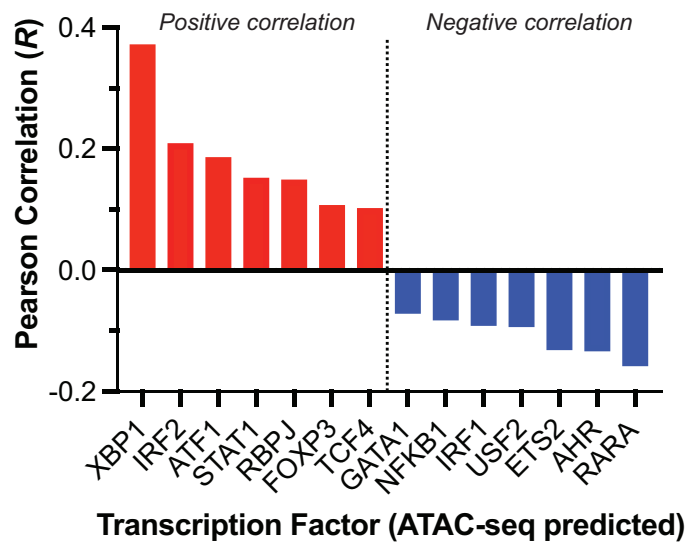 Positive correlation
Negative correlation
Pearson Correlation (R)
0.4
0.2
0.0
-0.2
XBP1
IRF2
ATF1
STAT1
RBPJ
FOXP3
TCF4
GATA1
NFKB1
IRF1
USF2
ETS2
AHR
RARA
Transcription Factor (ATAC-seq predicted)